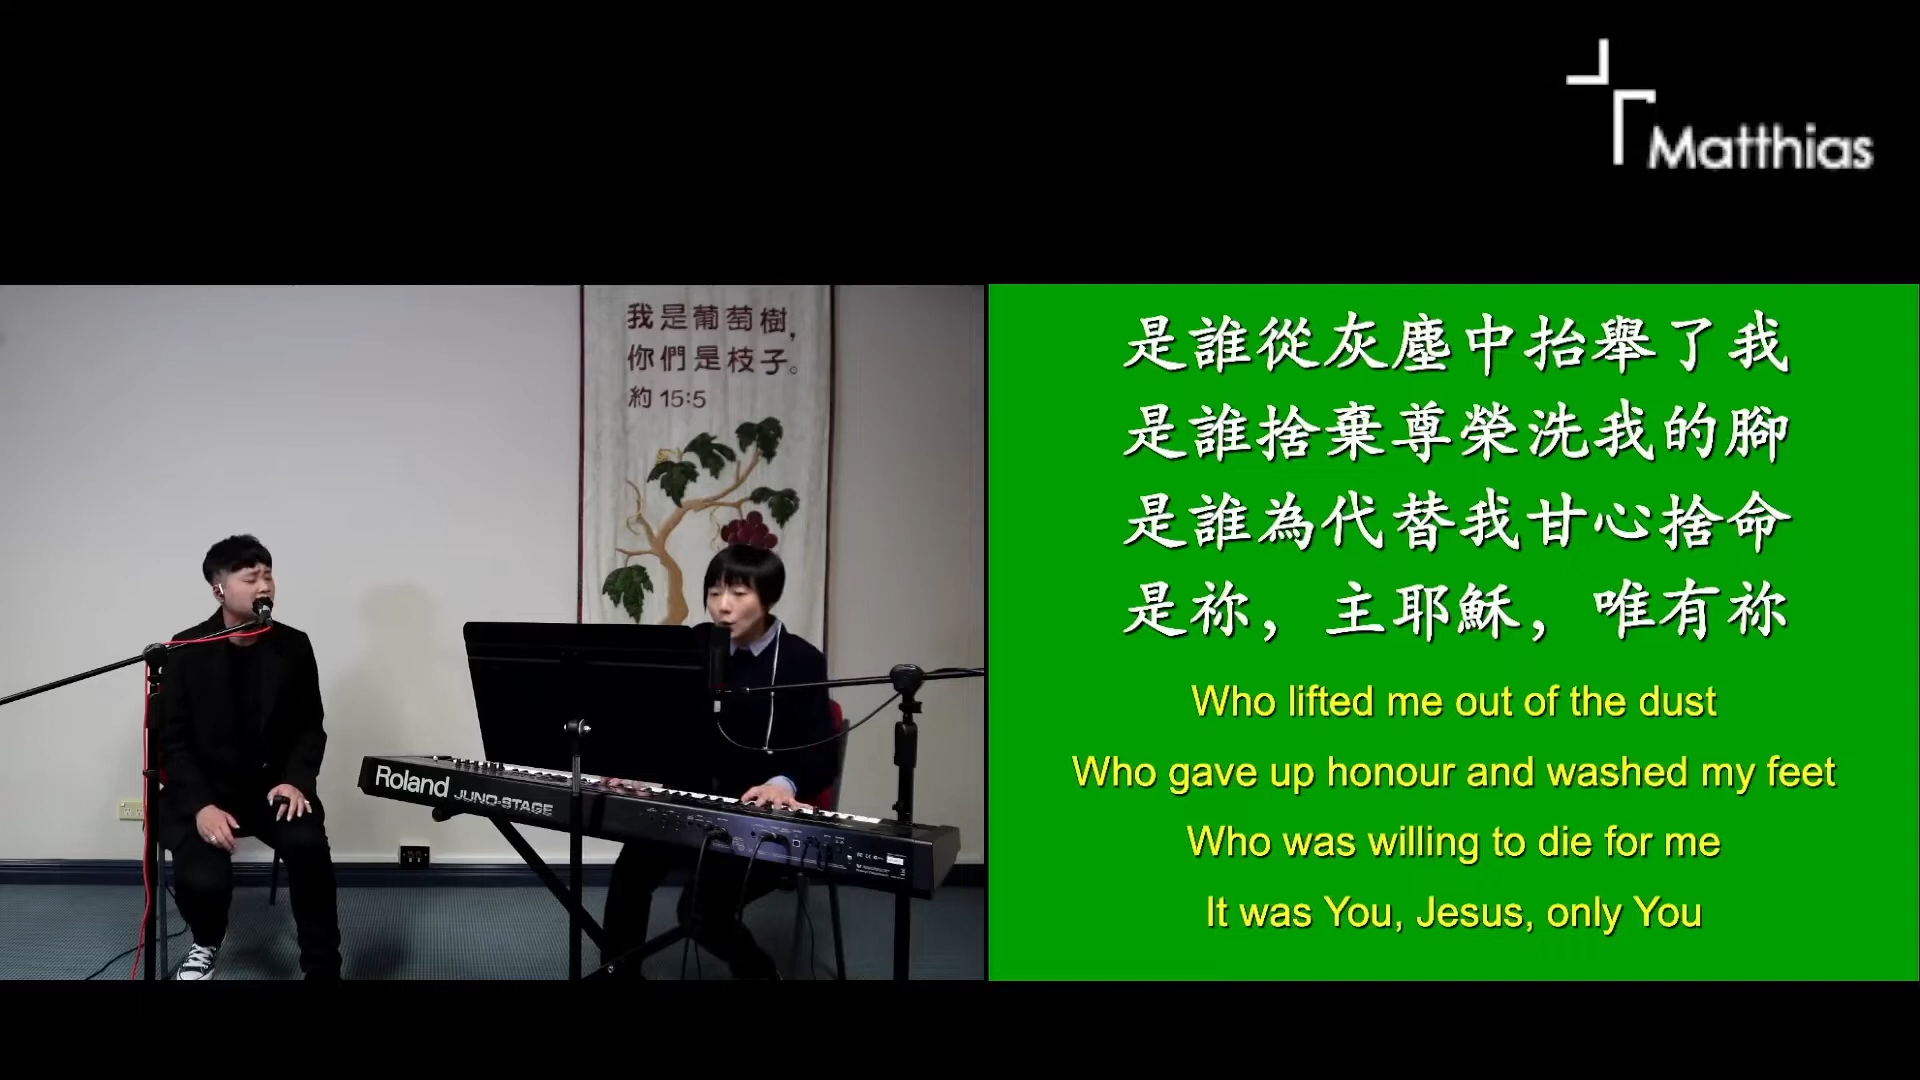 Matthias
我是葡萄樹,
你們是枝子。
約 15:5
Roland JUNO-STAGE
是誰從灰塵中抬舉了我
是誰捨棄尊榮洗我的腳
是誰為代替我甘心捨命
是祢，主耶穌，唯有祢
Who lifted me out of the dust
Who gave up honour and washed my feet
Who was willing to die for me
It was You, Jesus, only You